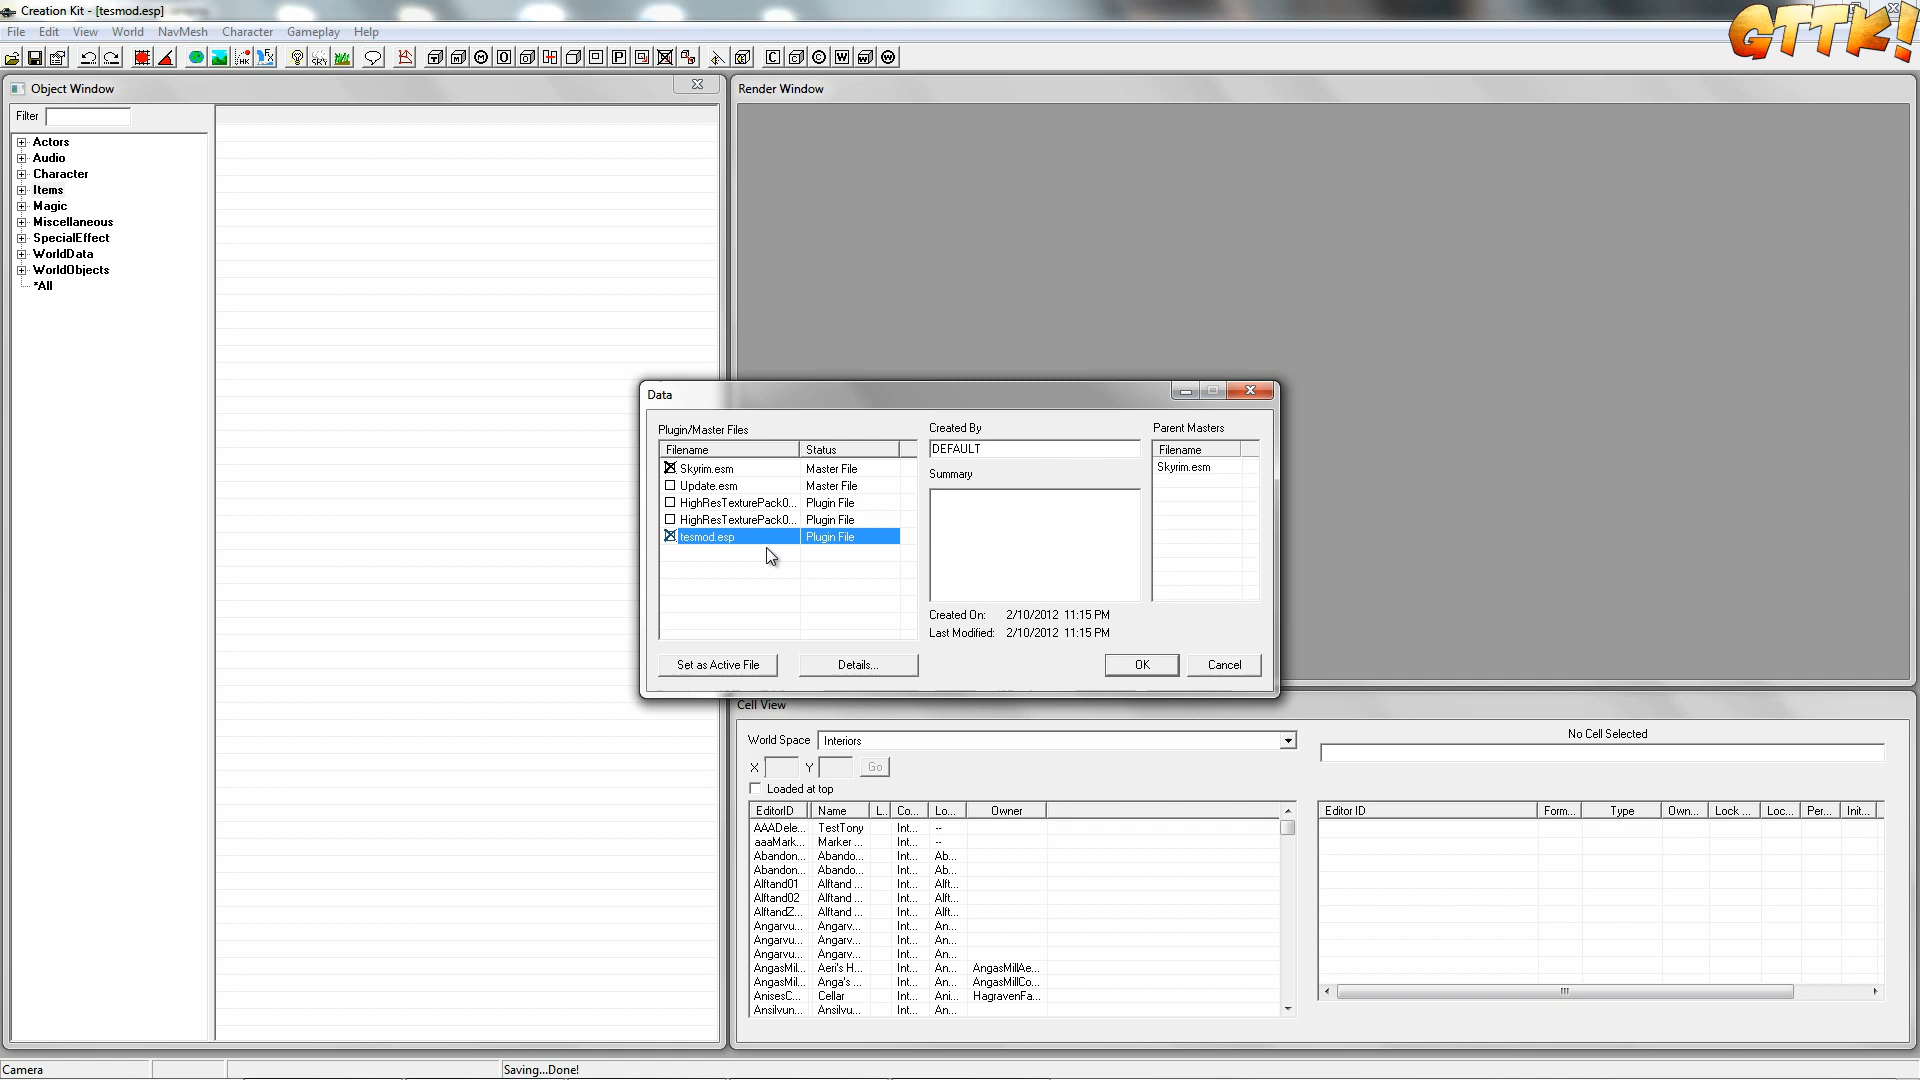 Creation Kit - [tesmod.esp]
GTTK!
File Edit View World NavMesh Character Gameplay Help
Object Window
Render Window
Filter
Actors
Audio
Character
Items
Magic
Miscellaneous
SpecialEffect
WorldData
WorldObjects
*All
Data
Plugin/Master Files
Filename Status
Skyrim.esm Master File
Update.esm Master File
HighResTexturePack0... Plugin File
HighResTexturePack0... Plugin File
tesmod.esp Plugin File
Set as Active File
Details...
Created By
DEFAULT
Summary
Created On: 2/10/2012 11:15 PM
Last Modified: 2/10/2012 11:15 PM
Parent Masters
Filename
Skyrim.esm
OK
Cancel
Cell View
World Space Interiors
X Y Go
Loaded at top
EditorID Name L... Co... Lo... Owner
AAADele... TestTony Int... --
aaaMark... Marker ... Int... --
Abandon... Abando... Int... Ab...
Abandon... Abando... Int... Ab...
Alftand01 Alftand ... Int... Alft...
Alftand02 Alftand ... Int... Alft...
AlftandZ... Alftand ... Int... Alft...
Angarvu... Angarv... Int... An...
Angarvu... Angarv... Int... An...
Angarvu... Angarv... Int... An...
AngasMil... Aeri's H... Int... An... AngasMillAe...
AngasMil... Anga's ... Int... An... AngasMillCo...
AnisesC... Cellar Int... Ani... HagravenFa...
Ansilvun... Ansilvu... Int... An...
No Cell Selected
Editor ID Form... Type Own... Lock ... Loc... Per... Init...
Camera
Saving...Done!